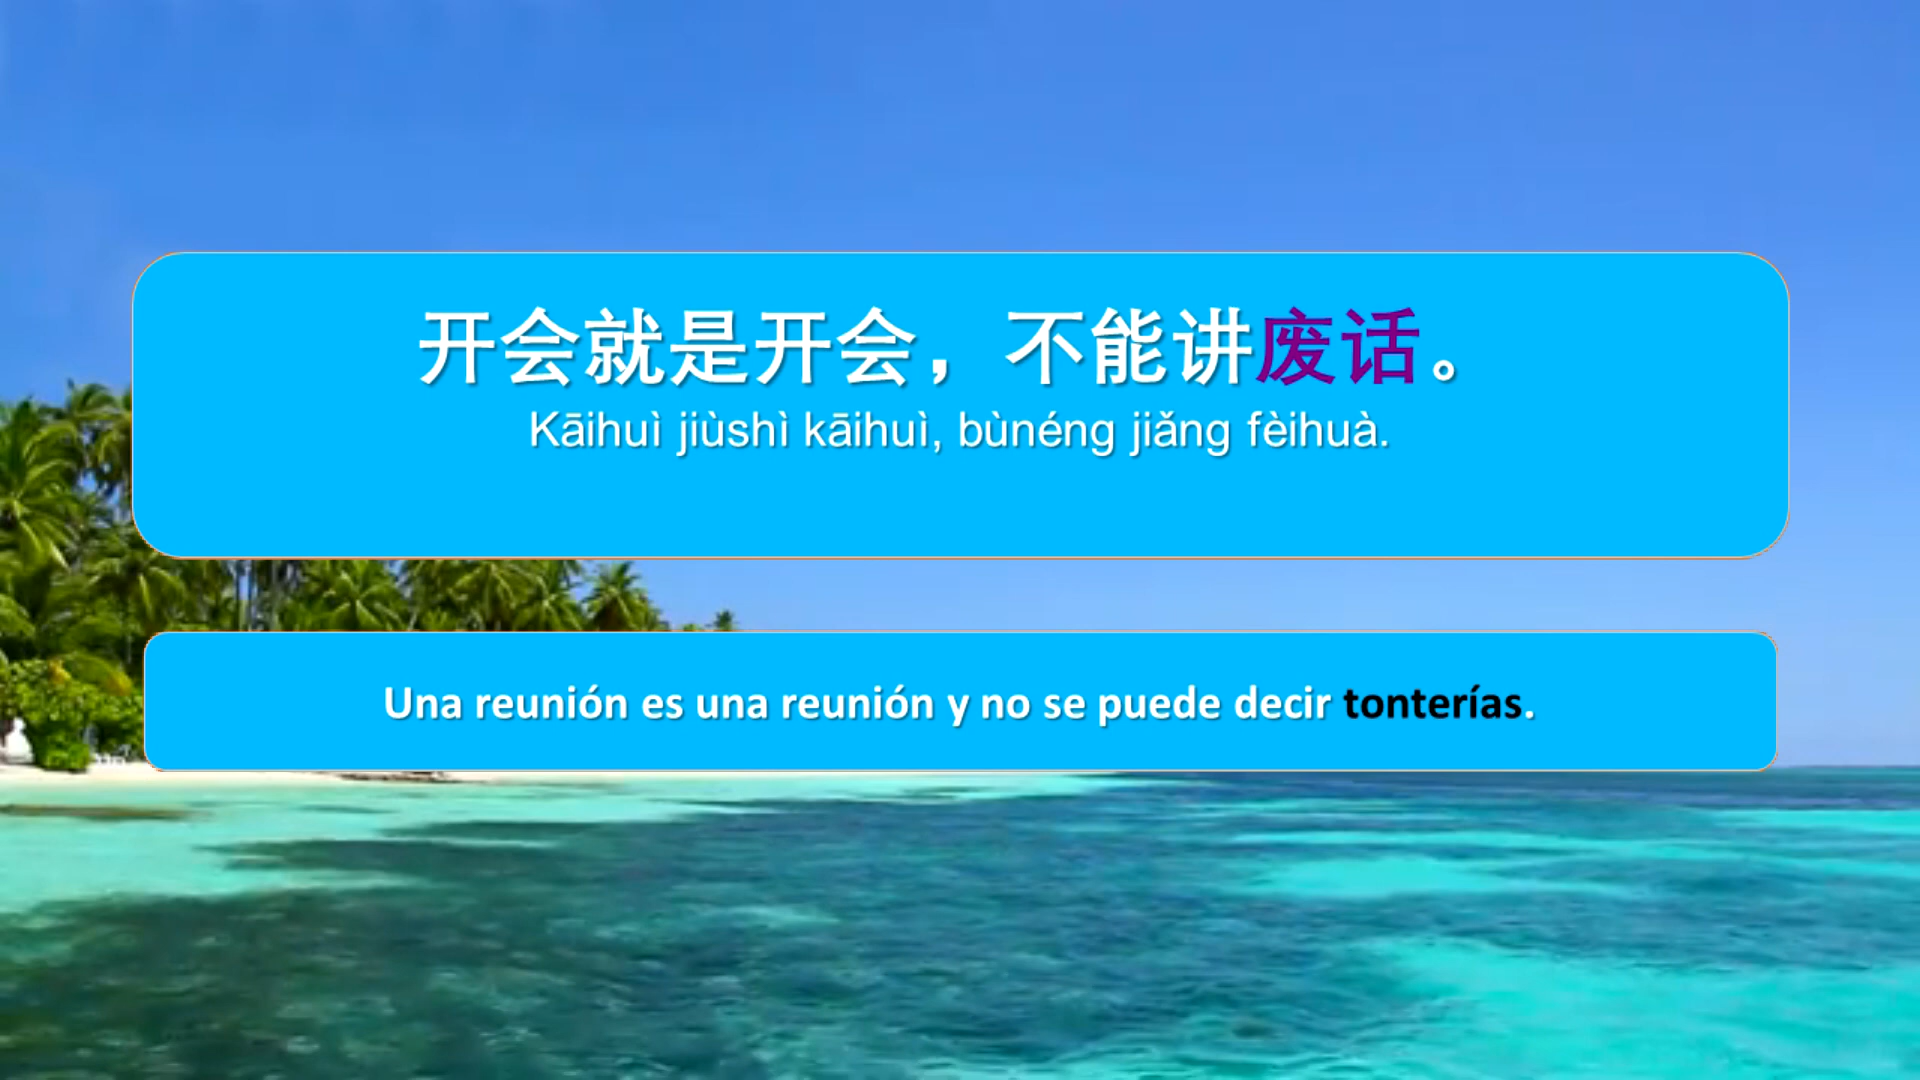 开会就是开会，不能讲废话。
Kāihuì jiùshì kāihuì, bùnéng jiǎng fèihuà.
Una reunión es una reunión y no se puede decir tonterías.